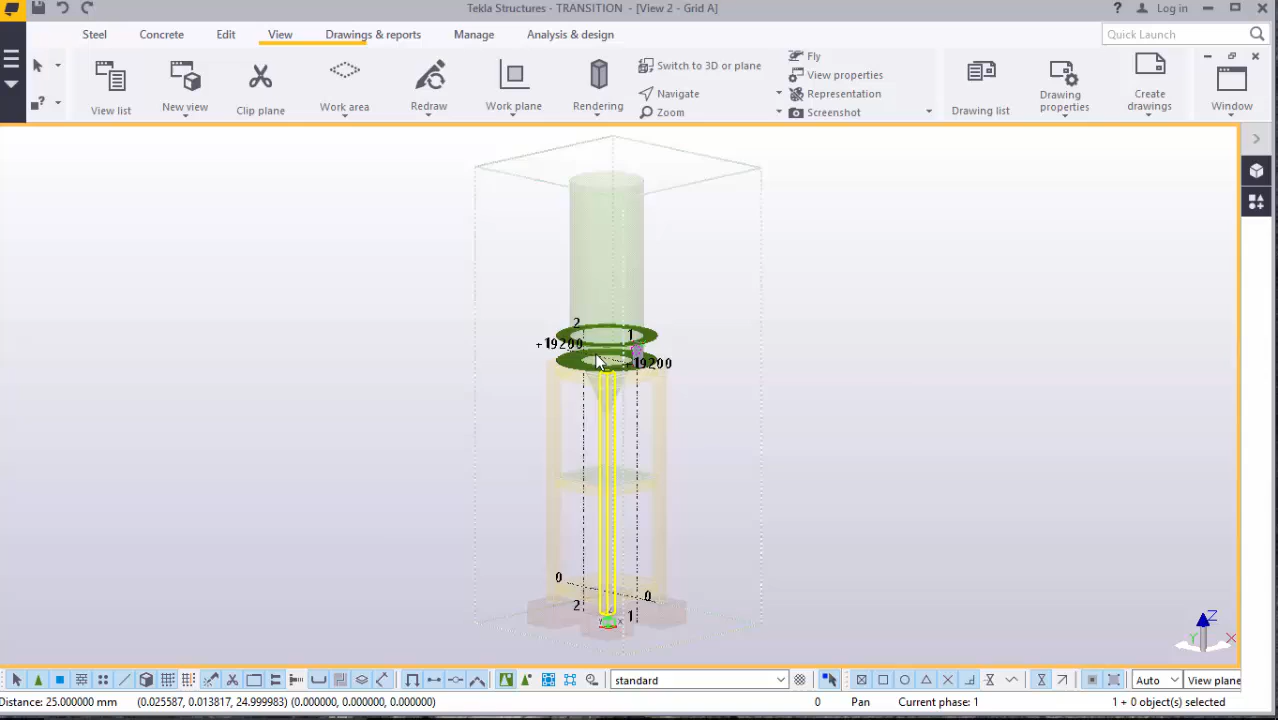 Tekla Structures - TRANSITION - [View 2 - Grid A]
? Log in
Steel Concrete Edit View Drawings & reports Manage Analysis & design Quick Launch
View list
New view
Clip plane
Work area
Redraw
Work plane
Rendering
Switch to 3D or plane
Navigate
Zoom
Fly
View properties
Representation
Screenshot
Drawing list
Drawing properties
Create drawings
Window
2
1
+19200
+19200
0
0
2
1
Y X
Z
Y X
standard Auto View plane
Distance: 25.000000 mm (0.025587, 0.013817, 24.999983) (0.000000, 0.000000, 0.000000) 0 Pan Current phase: 1 1 + 0 object(s) selected